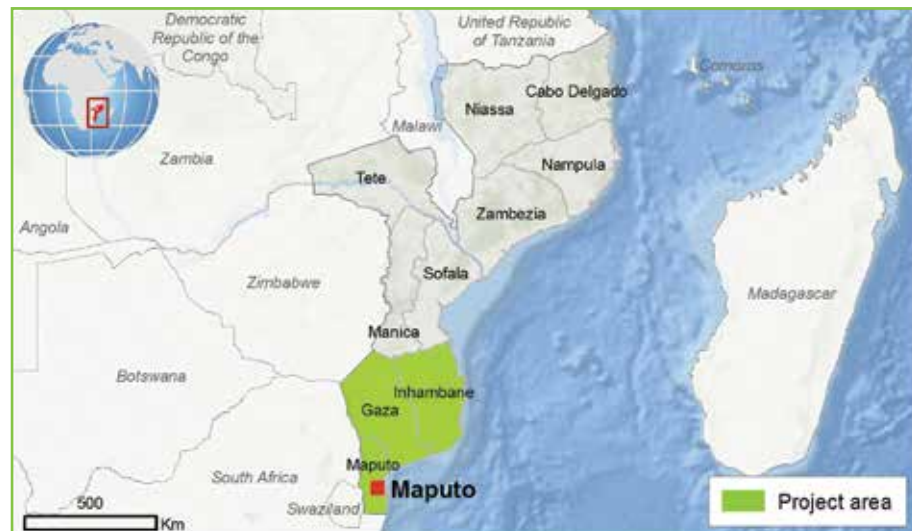 Democratic
Republic of the
Congo
United Republic
of Tanzania
Comoros
Cabo Delgado
Niassa
Malawi
Zambia
Nampula
Tete
Zambezia
Angola
Sofala
Zimbabwe
Madagascar
Manica
Botswana
Inhambane
Gaza
Maputo
South Africa
Maputo
500
Swaziland
Km
Project area